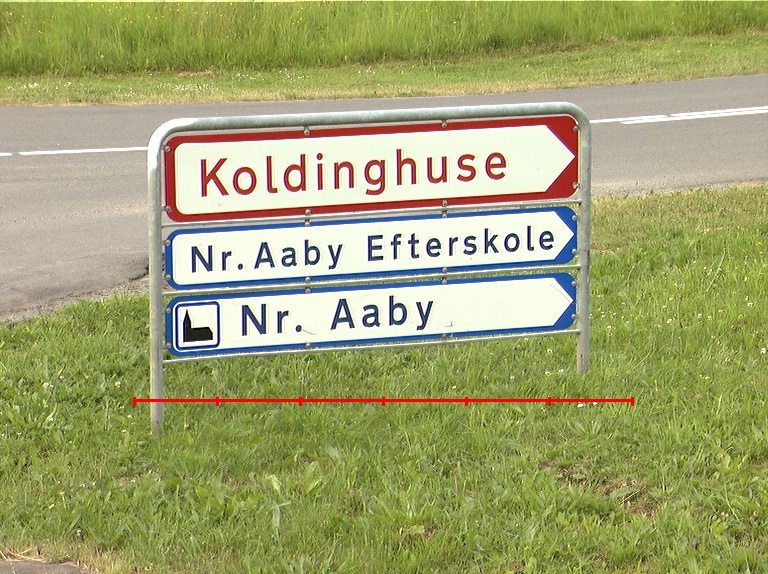 Koldinghuse
Nr. Aaby Efterskole
Nr. Aaby